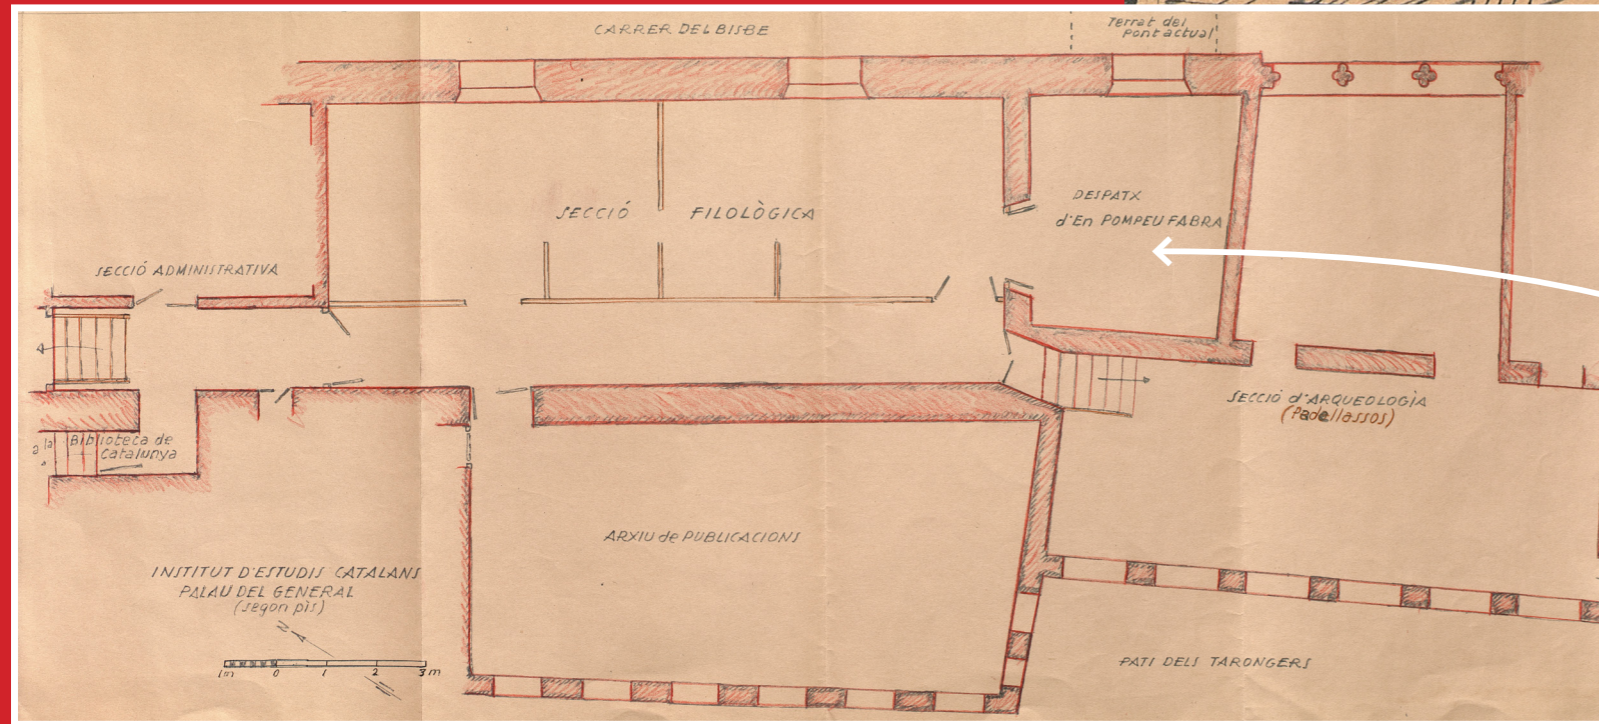 CARRER DEL BISBE
Terrat del
Pont actual
DESPATX
d'En POMPEU FABRA
SECCIÓ FILOLÒGICA
SECCIÓ ADMINISTRATIVA
SECCIÓ d'ARQUEOLOGÌA
(Padellassos)
a la Biblioteca de
Catalunya
ARXIU de PUBLICACIONS
INSTITUT D'ESTUDIS CATALANS
PALAU DEL GENERAL
(segon pis)
N
1m 0 1 2 3m
PATI DELS TARONGERS